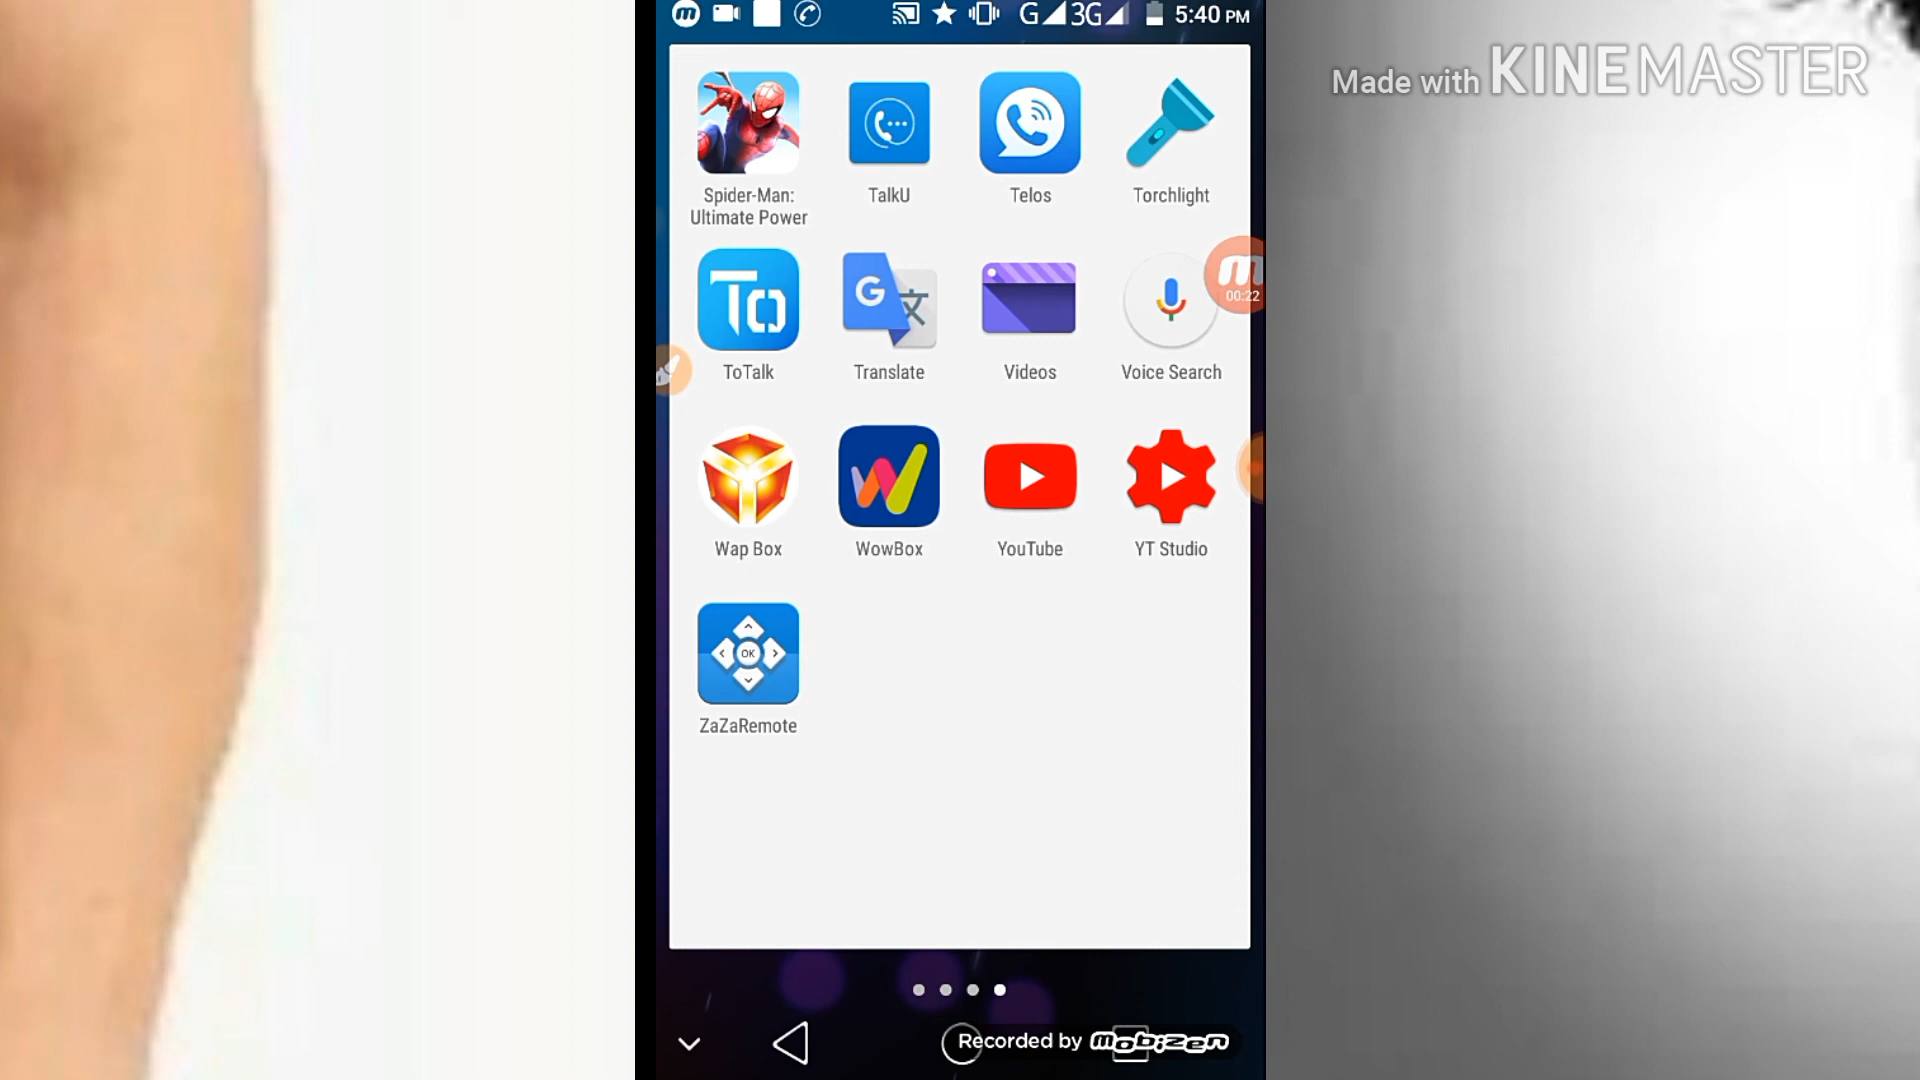 G 3G 5:40 PM
Made with KINEMASTER
Spider-Man:
Ultimate Power
TalkU
Telos
Torchlight
00:22
ToTalk
Translate
Videos
Voice Search
Wap Box
WowBox
YouTube
YT Studio
OK
ZaZaRemote
Recorded by mobizen